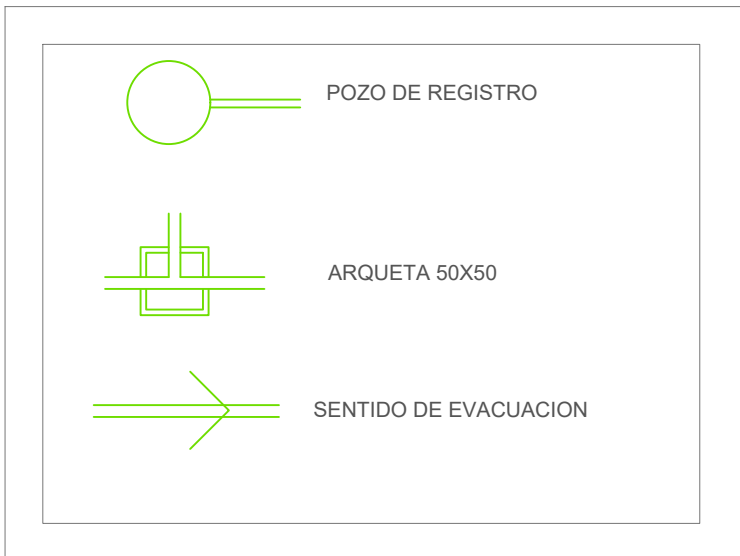 POZO DE REGISTRO
ARQUETA 50X50
SENTIDO DE EVACUACION